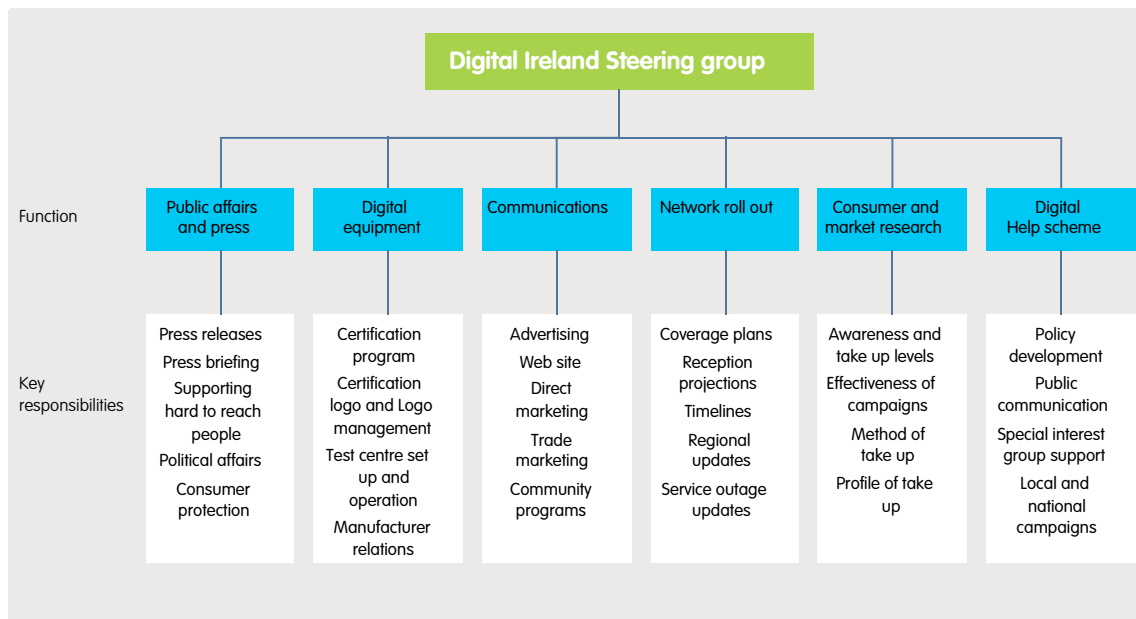 Digital Ireland Steering group
Function
Public affairs
and press
Digital
equipment
Communications
Network roll out
Consumer and
market research
Digital
Help scheme
Key
responsibilities
Press releases
Press briefing
Supporting
hard to reach
people
Political affairs
Consumer
protection
Certification
program
Certification
logo and Logo
management
Test centre set
up and
operation
Manufacturer
relations
Advertising
Web site
Direct
marketing
Trade
marketing
Community
programs
Coverage plans
Reception
projections
Timelines
Regional
updates
Service outage
updates
Awareness and
take up levels
Effectiveness of
campaigns
Method of
take up
Profile of take
up
Policy
development
Public
communication
Special interest
group support
Local and
national
campaigns